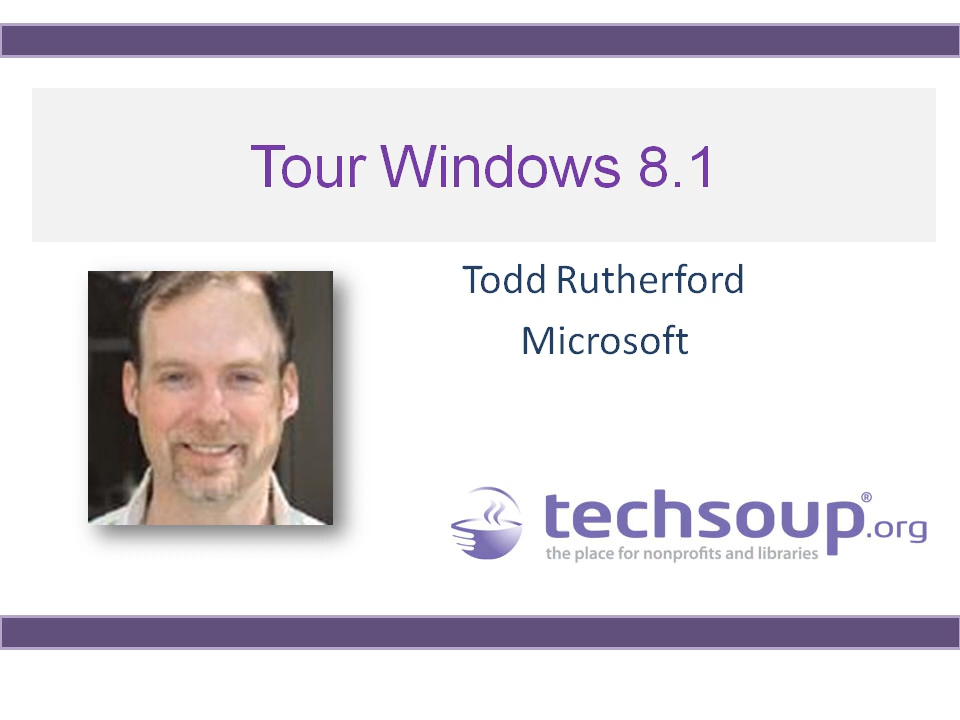 Tour Windows 8.1
Todd Rutherford
Microsoft
techsoup®.org
the place for nonprofits and libraries